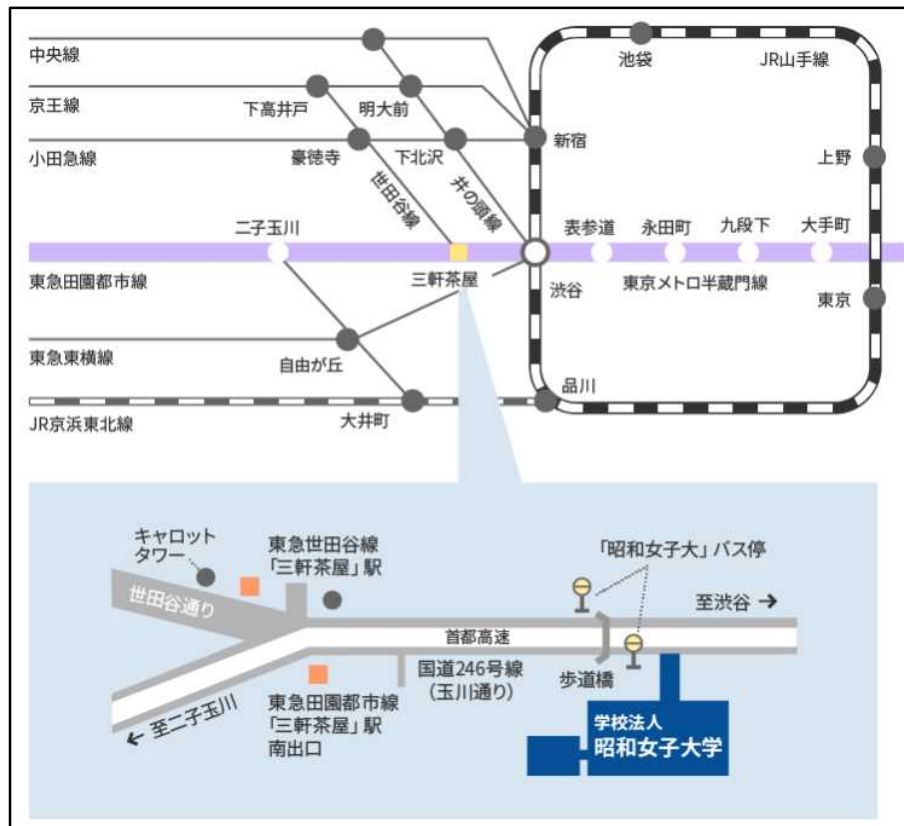 中央線
池袋
JR山手線
京王線
下高井戸
明大前
小田急線
豪徳寺
下北沢
新宿
上野
世田谷線
井の頭線
二子玉川
表参道
永田町
九段下
大手町
東急田園都市線
三軒茶屋
渋谷
東京メトロ半蔵門線
東京
東急東横線
自由が丘
品川
JR京浜東北線
大井町
キャロット
タワー
東急世田谷線
「三軒茶屋」駅
「昭和女子大」バス停
世田谷通り
至渋谷 →
首都高速
国道246号線
（玉川通り）
歩道橋
← 至二子玉川
東急田園都市線
「三軒茶屋」駅
南出口
学校法人
昭和女子大学